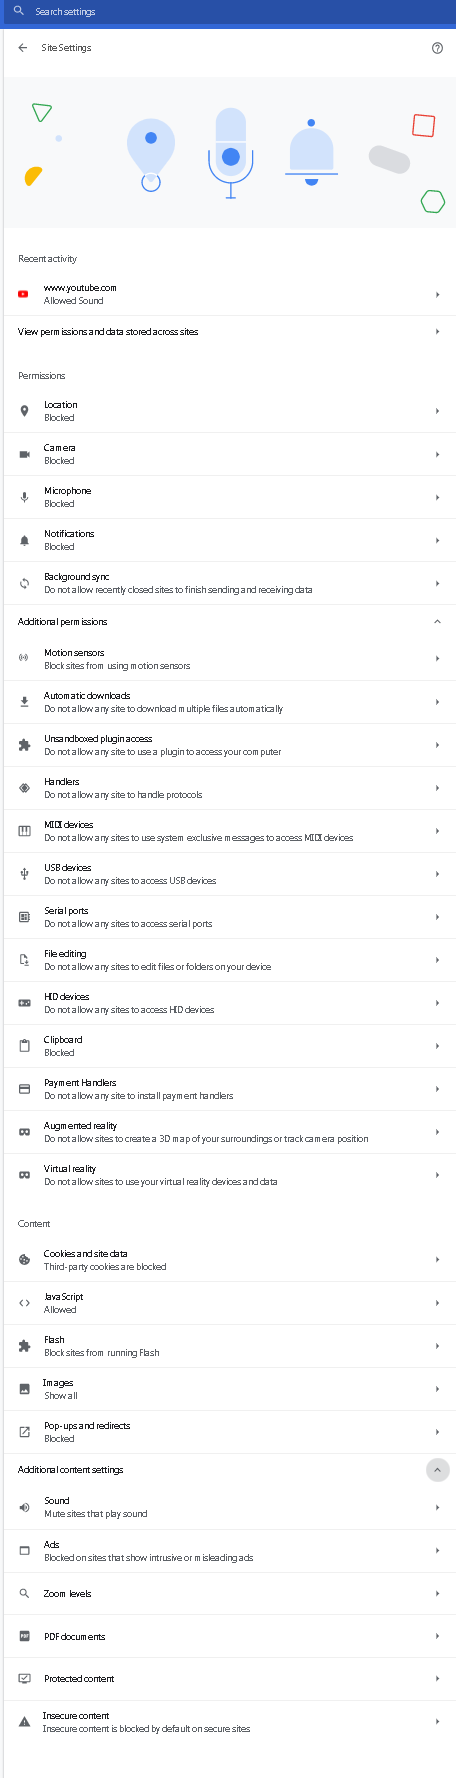 Search settings
Site Settings
Recent activity
www.youtube.com
Allowed Sound
View permissions and data stored across sites
Permissions
Location
Blocked
Camera
Blocked
Microphone
Blocked
Notifications
Blocked
Background sync
Do not allow recently closed sites to finish sending and receiving data
Additional permissions
Motion sensors
Block sites from using motion sensors
Automatic downloads
Do not allow any site to download multiple files automatically
Unsandboxed plugin access
Do not allow any site to use a plugin to access your computer
Handlers
Do not allow any site to handle protocols
MIDI devices
Do not allow any sites to use system exclusive messages to access MIDI devices
USB devices
Do not allow any sites to access USB devices
Serial ports
Do not allow any sites to access serial ports
File editing
Do not allow any sites to edit files or folders on your device
HID devices
Do not allow any sites to access HID devices
Clipboard
Blocked
Payment Handlers
Do not allow any site to install payment handlers
Augmented reality
Do not allow sites to create a 3D map of your surroundings or track camera position
Virtual reality
Do not allow sites to use your virtual reality devices and data
Content
Cookies and site data
Third-party cookies are blocked
JavaScript
Allowed
Flash
Block sites from running Flash
Images
Show all
Pop-ups and redirects
Blocked
Additional content settings
Sound
Mute sites that play sound
Ads
Blocked on sites that show intrusive or misleading ads
Zoom levels
PDF documents
Protected content
Insecure content
Insecure content is blocked by default on secure sites